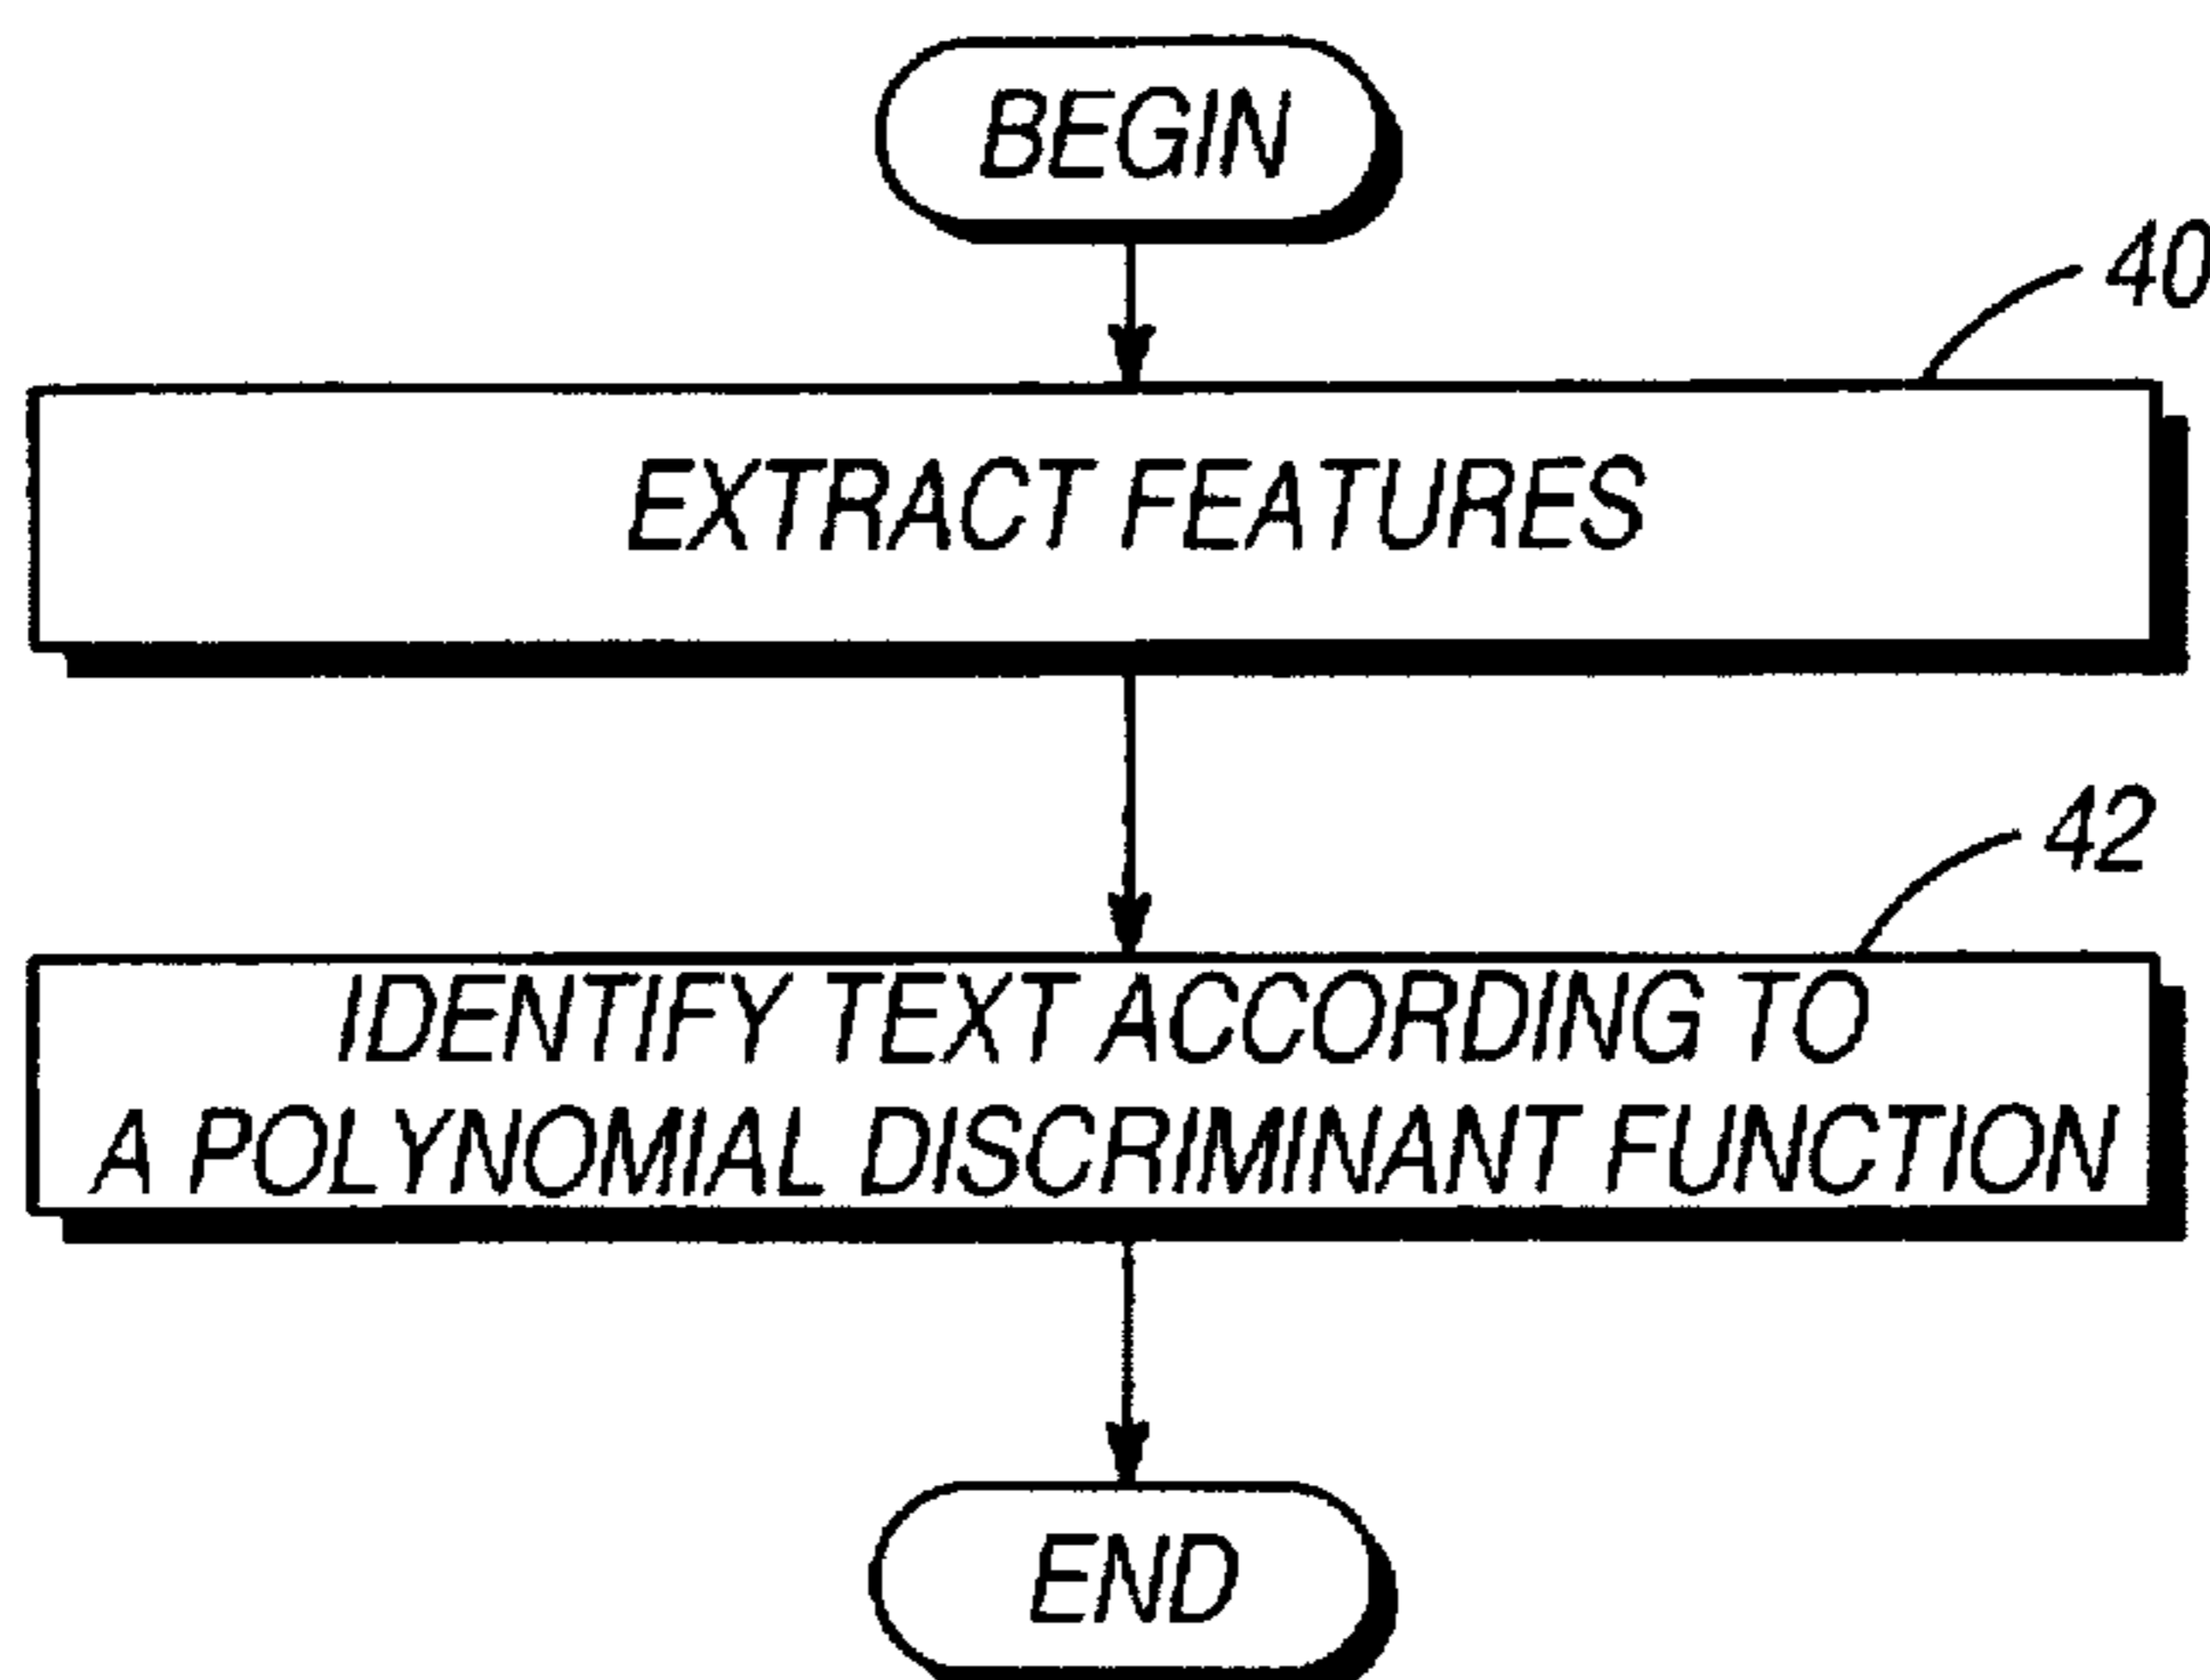 BEGIN
40
EXTRACT FEATURES
42
IDENTIFY TEXT ACCORDING TO
A POLYNOMIAL DISCRIMINANT FUNCTION
END